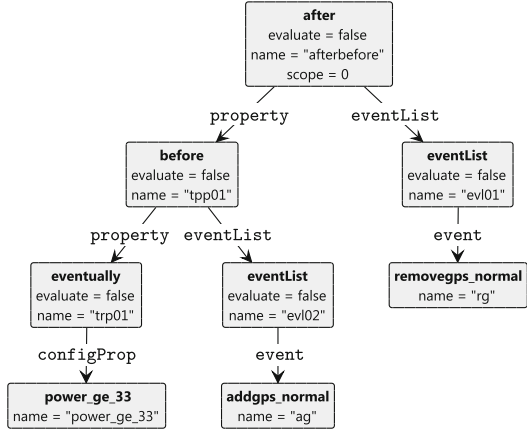 after
evaluate = false
name = "afterbefore"
scope = 0
property
eventList
before
evaluate = false
name = "tpp01"
eventList
evaluate = false
name = "evl01"
property
eventList
event
eventually
evaluate = false
name = "trp01"
eventList
evaluate = false
name = "evl02"
removegps_normal
name = "rg"
configProp
event
power_ge_33
name = "power_ge_33"
addgps_normal
name = "ag"